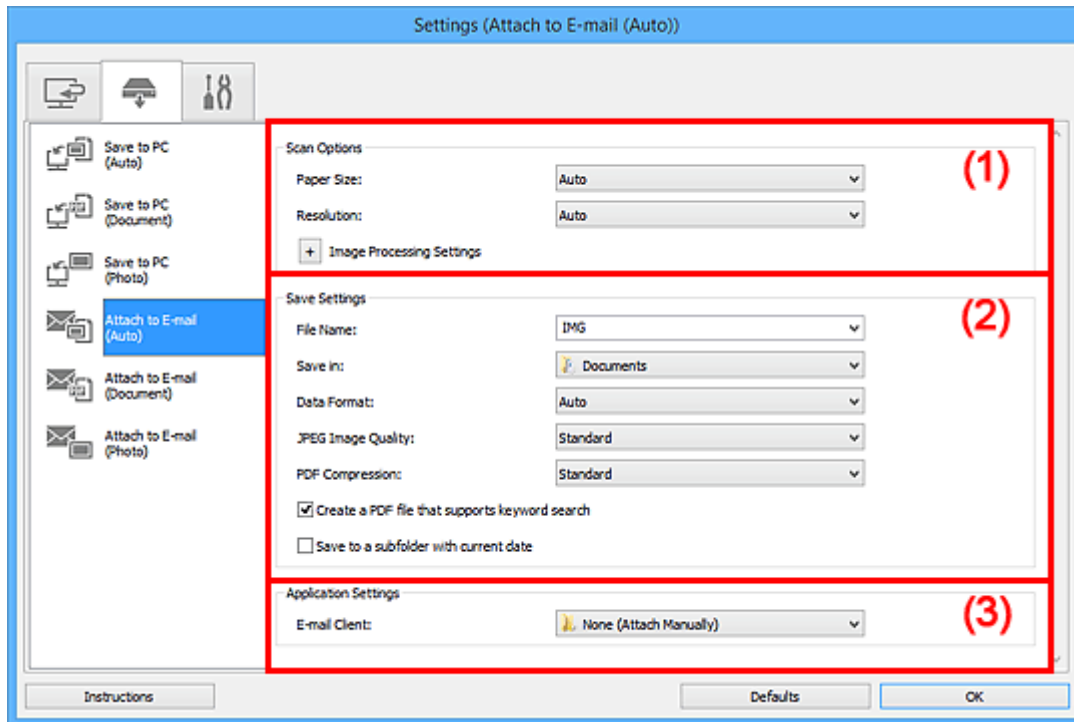 Settings (Attach to E-mail (Auto))
Save to PC
(Auto)
Save to PC
(Document)
Save to PC
(Photo)
Attach to E-mail
(Auto)
Attach to E-mail
(Document)
Attach to E-mail
(Photo)
Scan Options
(1)
Paper Size: Auto
Resolution: Auto
+ Image Processing Settings
Save Settings
(2)
File Name: IMG
Save in: Documents
Data Format: Auto
JPEG Image Quality: Standard
PDF Compression: Standard
Create a PDF file that supports keyword search
Save to a subfolder with current date
Application Settings
(3)
E-mail Client: None (Attach Manually)
Instructions Defaults OK